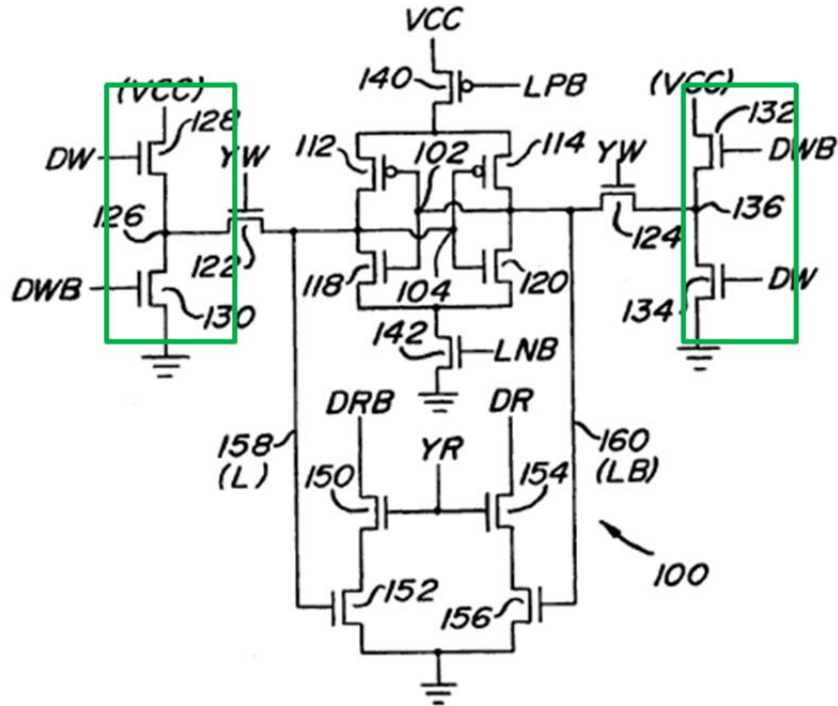 VCC
140
LPB
(VCC)
128
DW
YW
126
122
DWB
130
112
102
114
118
104
120
142
LNB
YW
124
(VCC)
132
DWB
136
134
DW
DRB
DR
158
(L)
150
YR
154
160
(LB)
152
156
100